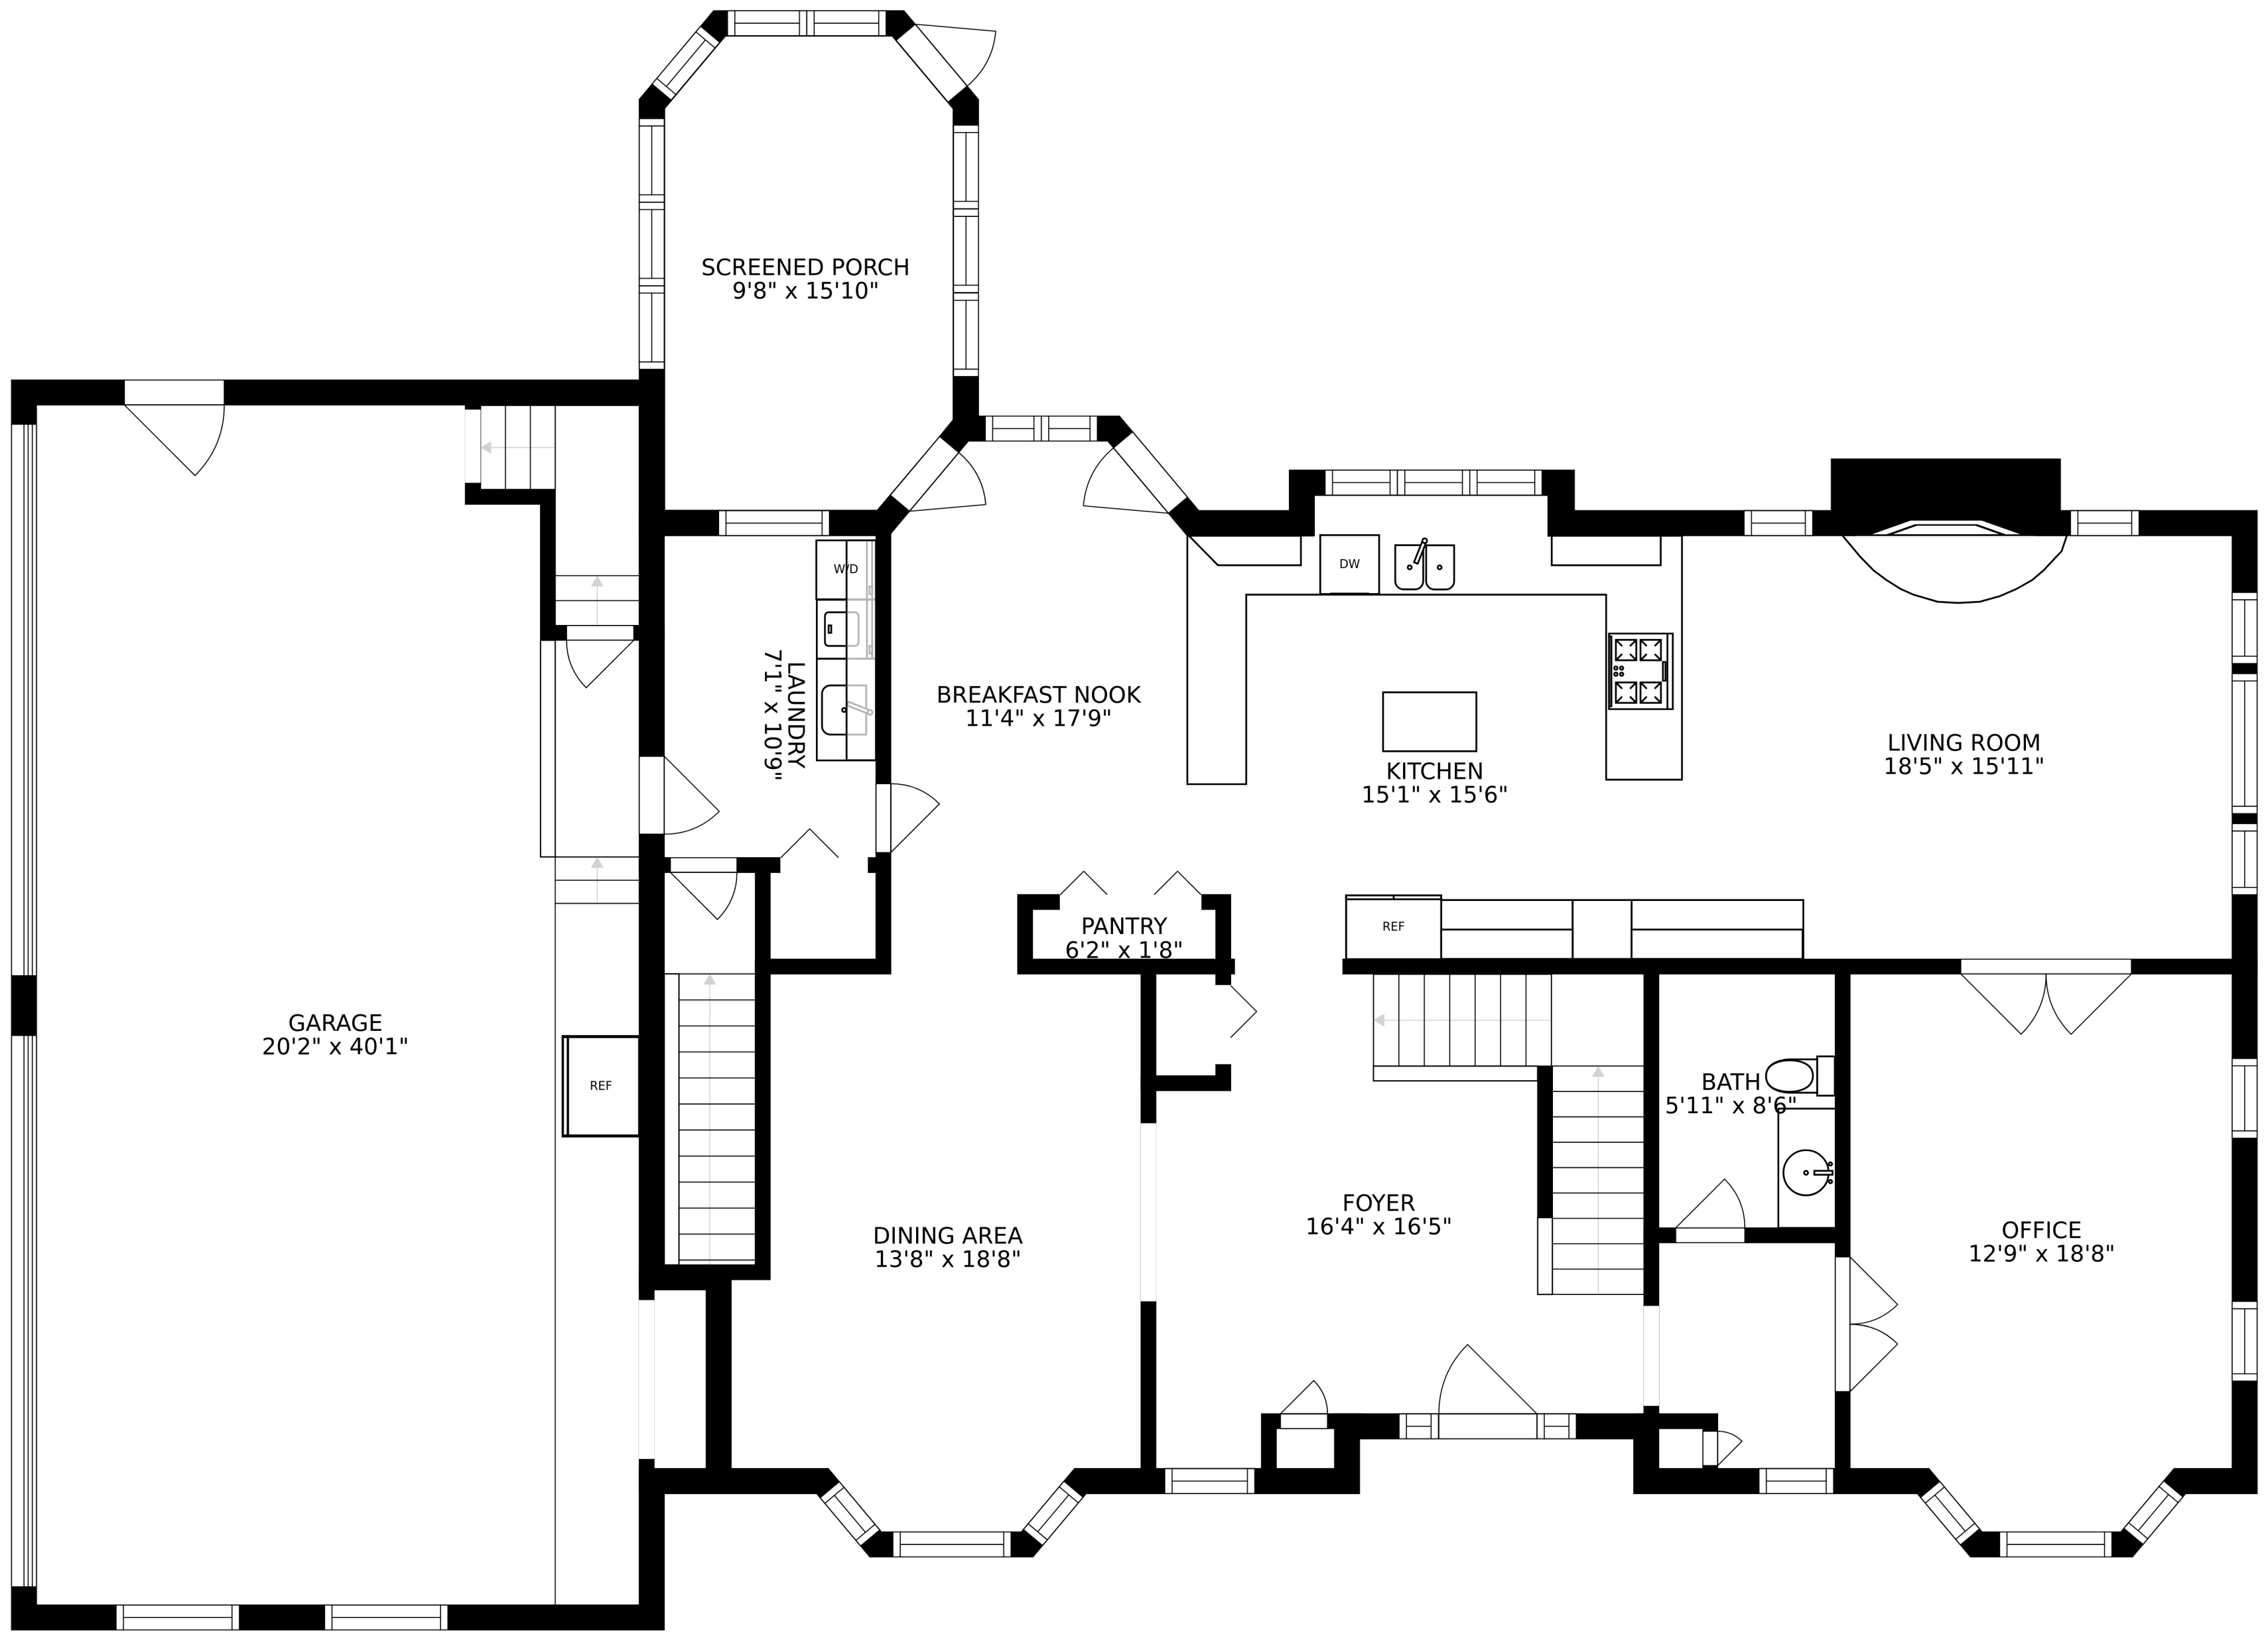 SCREENED PORCH
9'8" x 15'10"
W/D
DW
LAUNDRY
7'1" x 10'9"
BREAKFAST NOOK
11'4" x 17'9"
KITCHEN
15'1" x 15'6"
LIVING ROOM
18'5" x 15'11"
PANTRY
6'2" x 1'8"
REF
GARAGE
20'2" x 40'1"
REF
BATH
5'11" x 8'6"
DINING AREA
13'8" x 18'8"
FOYER
16'4" x 16'5"
OFFICE
12'9" x 18'8"